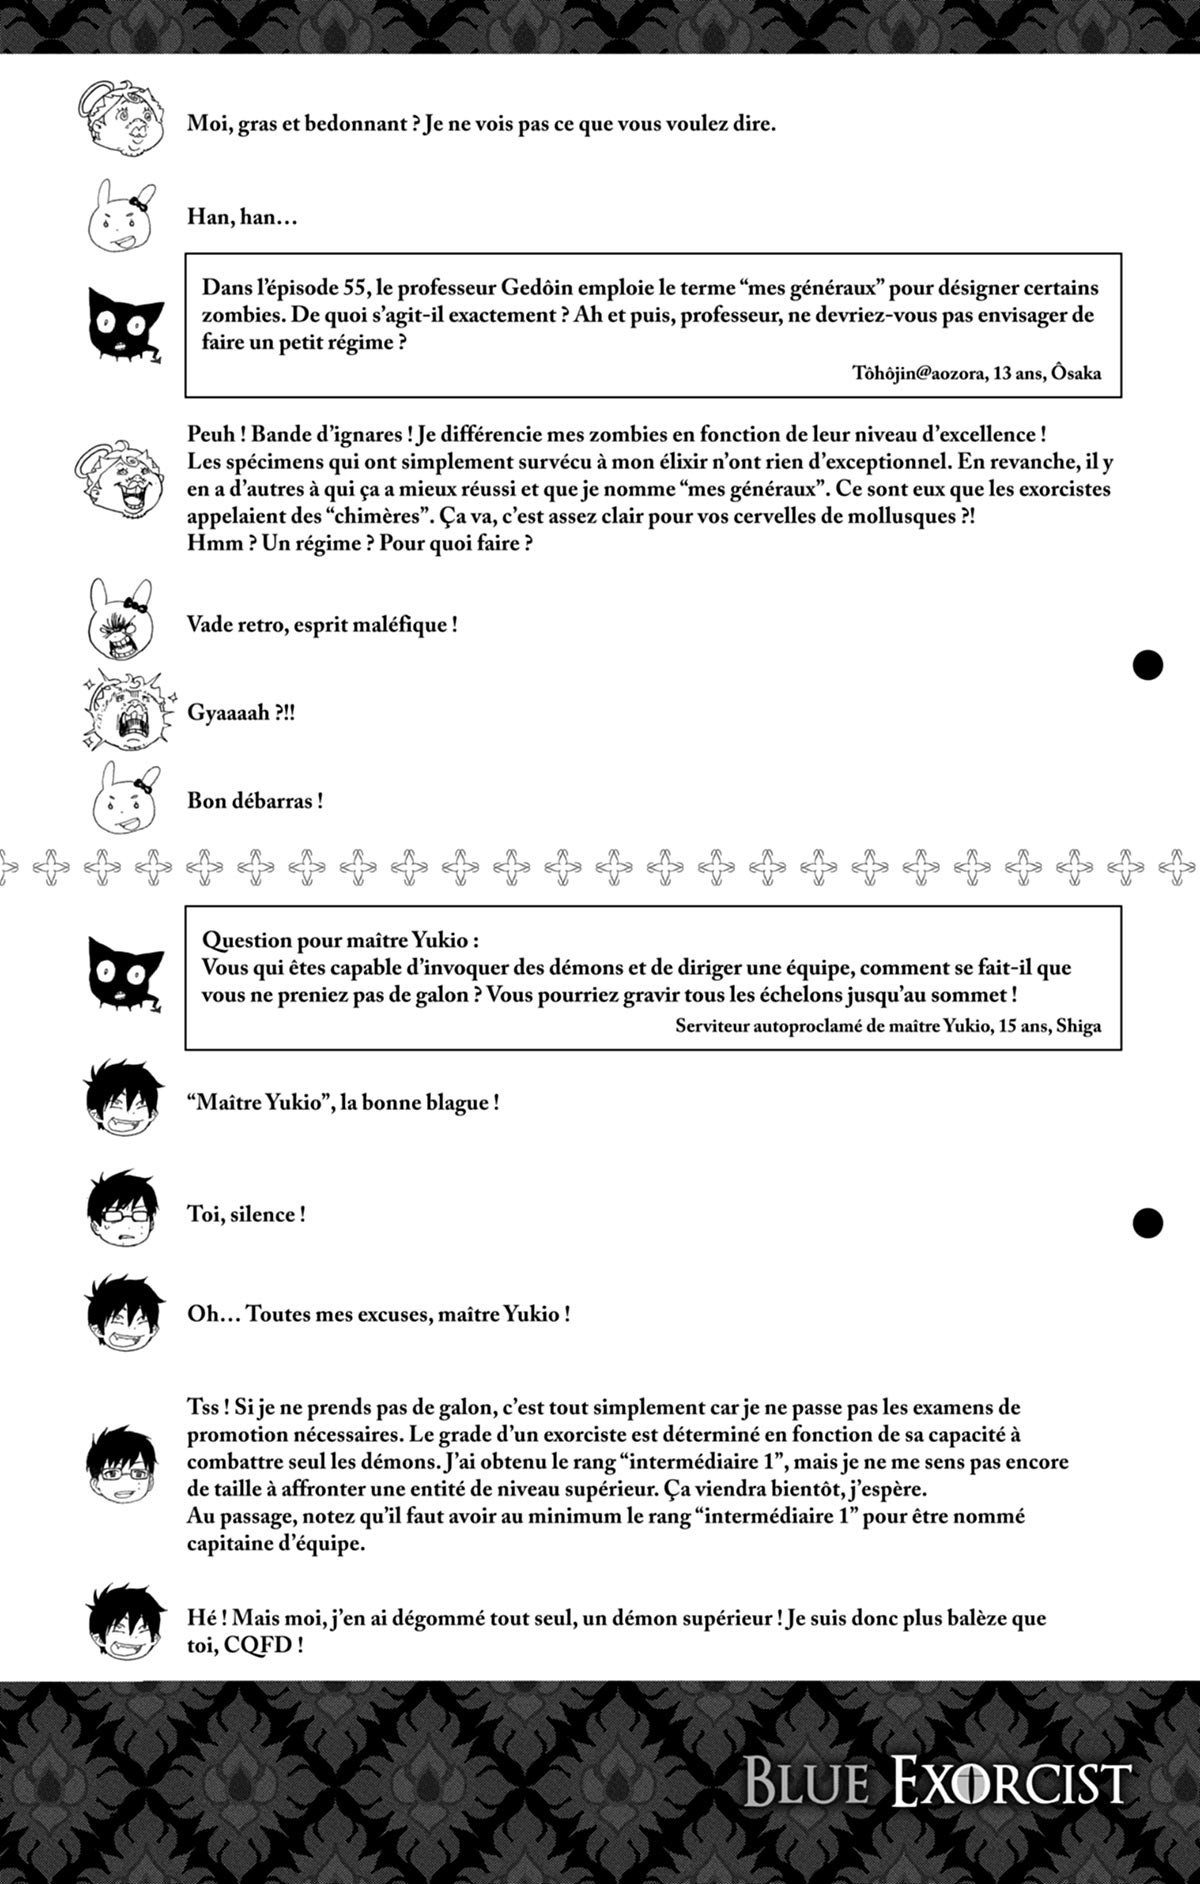 Moi, gras et bedonnant ? Je ne vois pas ce que vous voulez dire.
Han, han…
Dans l’épisode 55, le professeur Gedôin emploie le terme “mes généraux” pour désigner certains
zombies. De quoi s’agit-il exactement ? Ah et puis, professeur, ne devriez-vous pas envisager de
faire un petit régime ?
Tôhôjin@aozora, 13 ans, Ôsaka
Peuh ! Bande d’ignares ! Je différencie mes zombies en fonction de leur niveau d’excellence !
Les spécimens qui ont simplement survécu à mon élixir n’ont rien d’exceptionnel. En revanche, il y
en a d’autres à qui ça a mieux réussi et que je nomme “mes généraux”. Ce sont eux que les exorcistes
appelaient des “chimères”. Ça va, c’est assez clair pour vos cervelles de mollusques ?!
Hmm ? Un régime ? Pour quoi faire ?
Vade retro, esprit maléfique !
Gyaaaah ?!!
Bon débarras !
Question pour maître Yukio :
Vous qui êtes capable d’invoquer des démons et de diriger une équipe, comment se fait-il que
vous ne preniez pas de galon ? Vous pourriez gravir tous les échelons jusqu’au sommet !
Serviteur autoproclamé de maître Yukio, 15 ans, Shiga
“Maître Yukio”, la bonne blague !
Toi, silence !
Oh… Toutes mes excuses, maître Yukio !
Tss ! Si je ne prends pas de galon, c’est tout simplement car je ne passe pas les examens de
promotion nécessaires. Le grade d’un exorciste est déterminé en fonction de sa capacité à
combattre seul les démons. J’ai obtenu le rang “intermédiaire 1”, mais je ne me sens pas encore
de taille à affronter une entité de niveau supérieur. Ça viendra bientôt, j’espère.
Au passage, notez qu’il faut avoir au minimum le rang “intermédiaire 1” pour être nommé
capitaine d’équipe.
Hé ! Mais moi, j’en ai dégommé tout seul, un démon supérieur ! Je suis donc plus balèze que
toi, CQFD !
BLUE EXORCIST